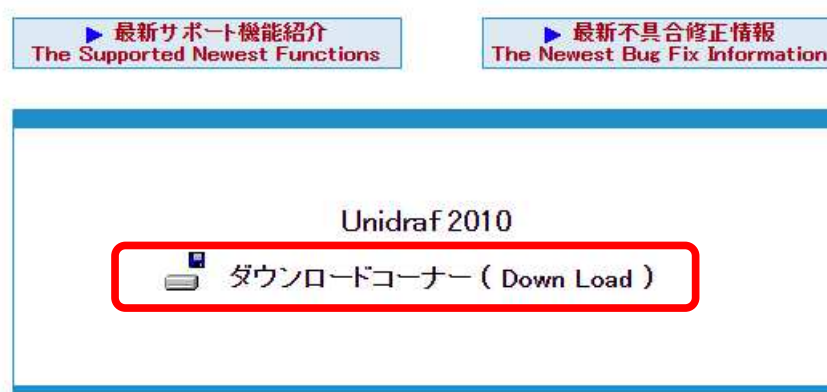 ▶ 最新サポート機能紹介
The Supported Newest Functions
▶ 最新不具合修正情報
The Newest Bug Fix Information
Unidraf 2010
ダウンロードコーナー ( Down Load )